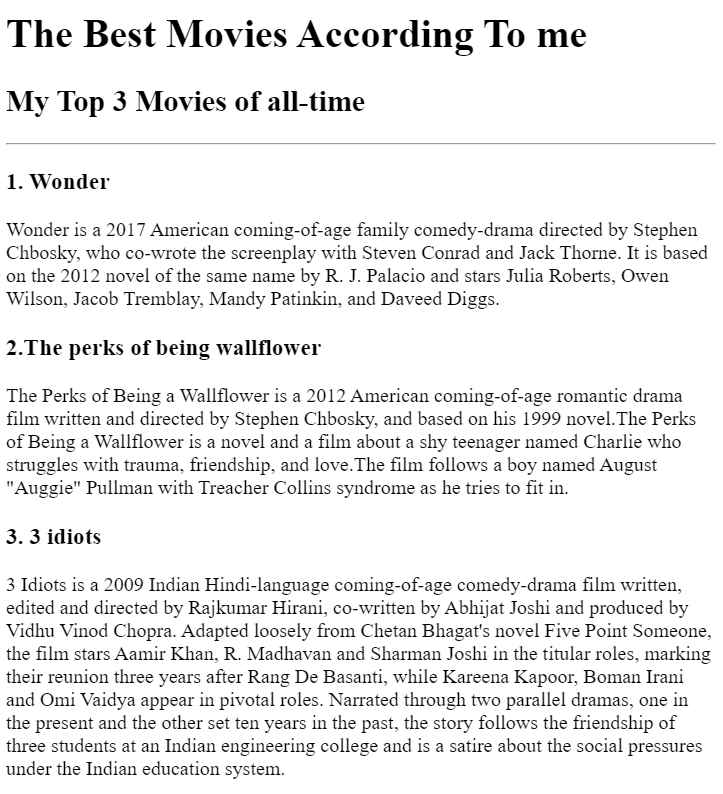 The Best Movies According To me
My Top 3 Movies of all-time
1. Wonder
Wonder is a 2017 American coming-of-age family comedy-drama directed by Stephen
Chbosky, who co-wrote the screenplay with Steven Conrad and Jack Thorne. It is based
on the 2012 novel of the same name by R. J. Palacio and stars Julia Roberts, Owen
Wilson, Jacob Tremblay, Mandy Patinkin, and Daveed Diggs.
2.The perks of being wallflower
The Perks of Being a Wallflower is a 2012 American coming-of-age romantic drama
film written and directed by Stephen Chbosky, and based on his 1999 novel.The Perks
of Being a Wallflower is a novel and a film about a shy teenager named Charlie who
struggles with trauma, friendship, and love.The film follows a boy named August
"Auggie" Pullman with Treacher Collins syndrome as he tries to fit in.
3. 3 idiots
3 Idiots is a 2009 Indian Hindi-language coming-of-age comedy-drama film written,
edited and directed by Rajkumar Hirani, co-written by Abhijat Joshi and produced by
Vidhu Vinod Chopra. Adapted loosely from Chetan Bhagat's novel Five Point Someone,
the film stars Aamir Khan, R. Madhavan and Sharman Joshi in the titular roles, marking
their reunion three years after Rang De Basanti, while Kareena Kapoor, Boman Irani
and Omi Vaidya appear in pivotal roles. Narrated through two parallel dramas, one in
the present and the other set ten years in the past, the story follows the friendship of
three students at an Indian engineering college and is a satire about the social pressures
under the Indian education system.